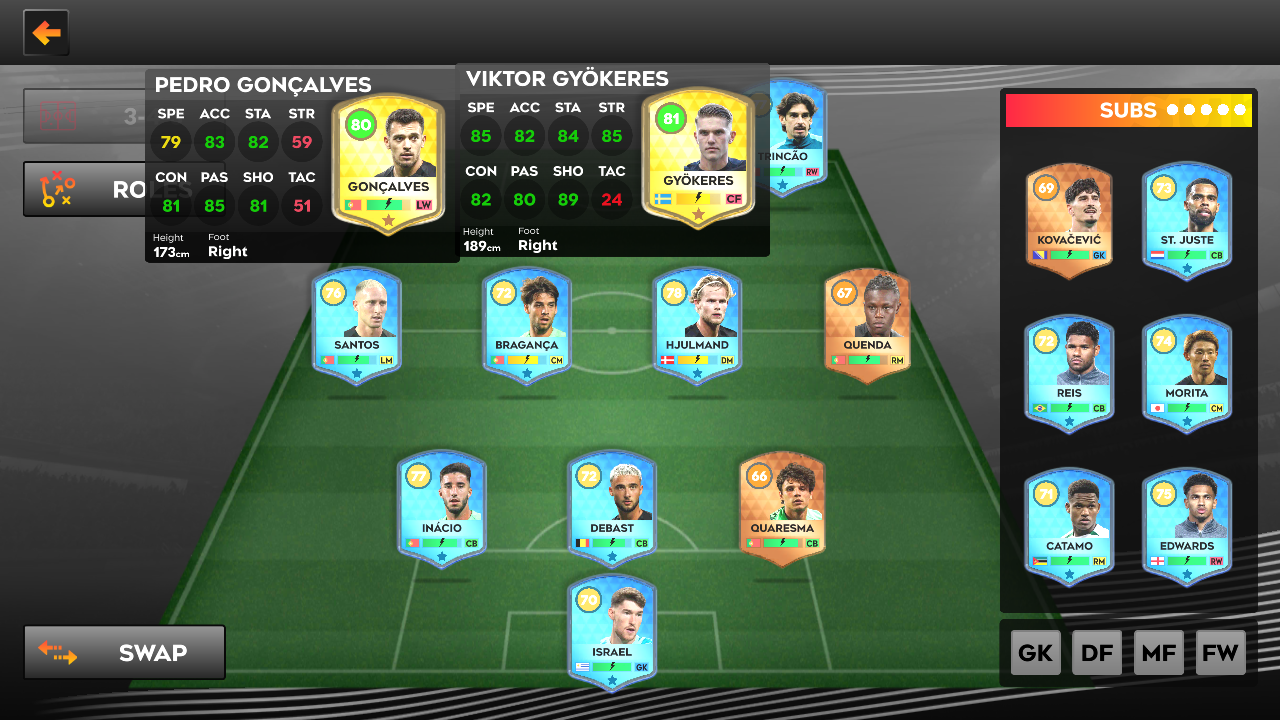 PEDRO GONÇALVES
SPE ACC STA STR
79 83 82 59
CON PAS SHO TAC
81 85 81 51
Height Foot
173cm Right
80
GONÇALVES
LW
VIKTOR GYÖKERES
SPE ACC STA STR
85 82 84 85
CON PAS SHO TAC
82 80 89 24
Height Foot
189cm Right
81
GYÖKERES
CF
TRINCÃO
RW
3-
ROLES
76
SANTOS
LM
72
BRAGANÇA
CM
78
HJULMAND
DM
67
QUENDA
RM
77
INÁCIO
CB
72
DEBAST
CB
66
QUARESMA
CB
70
ISRAEL
GK
SWAP
SUBS
69
KOVAČEVIĆ
GK
73
ST. JUSTE
CB
72
REIS
CB
74
MORITA
CM
71
CATAMO
RM
75
EDWARDS
RW
GK DF MF FW